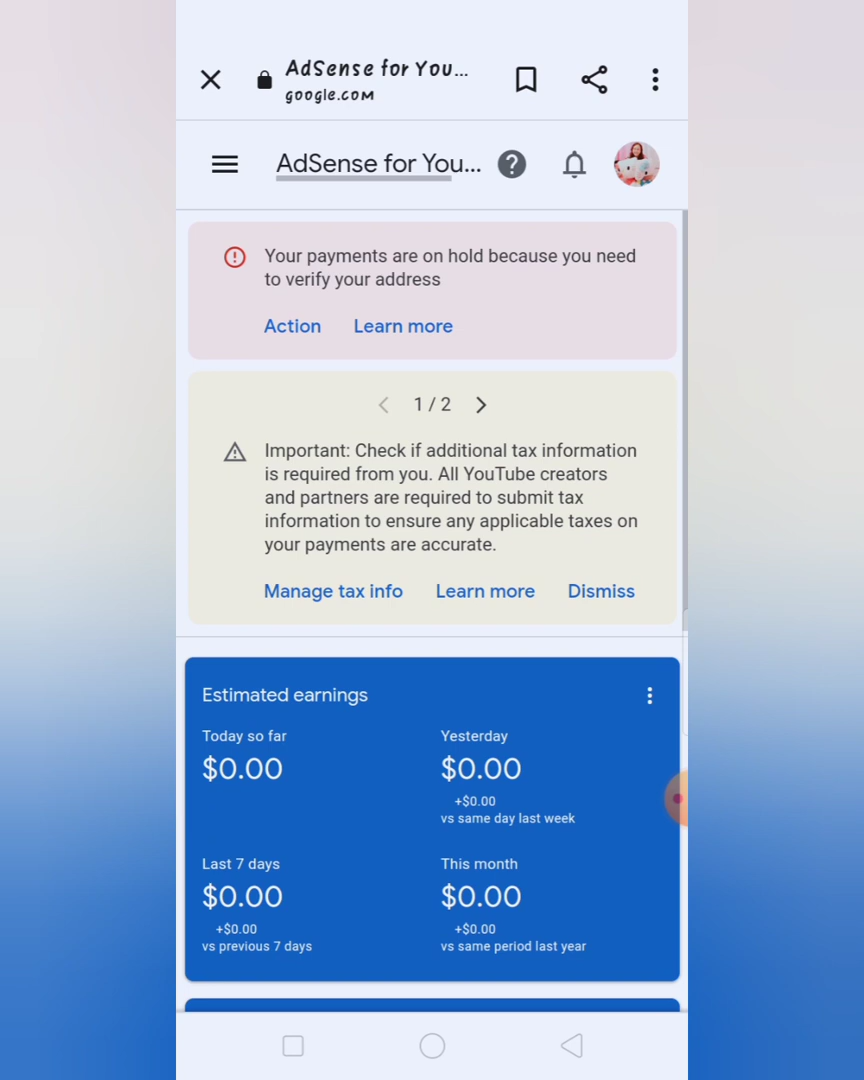 AdSense for You...
google.com
AdSense for You...
Your payments are on hold because you need
to verify your address
Action Learn more
1 / 2
Important: Check if additional tax information
is required from you. All YouTube creators
and partners are required to submit tax
information to ensure any applicable taxes on
your payments are accurate.
Manage tax info Learn more Dismiss
Estimated earnings
Today so far Yesterday
$0.00 $0.00
+$0.00
vs same day last week
Last 7 days This month
$0.00 $0.00
+$0.00 +$0.00
vs previous 7 days vs same period last year